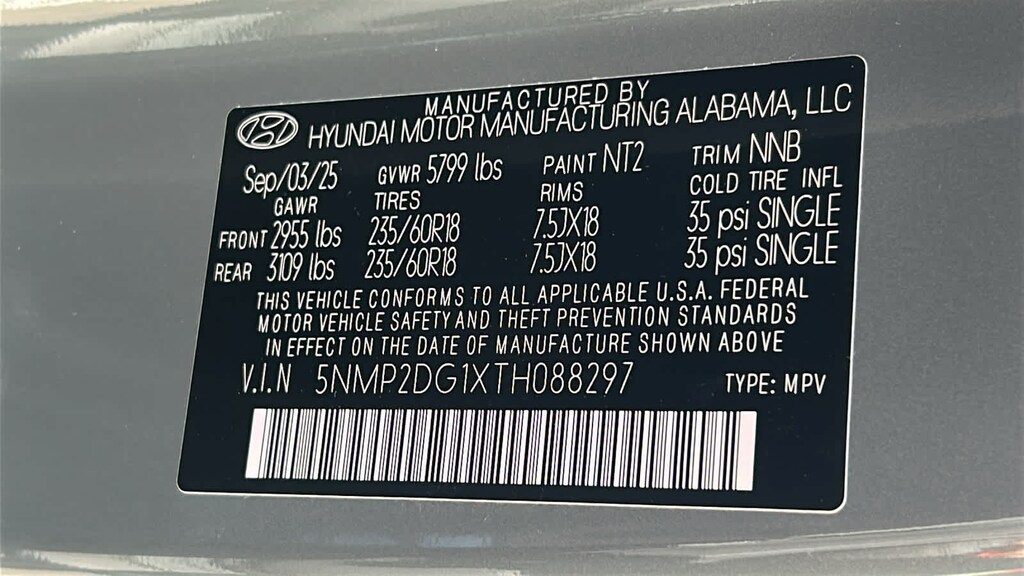 MANUFACTURED BY
HYUNDAI MOTOR MANUFACTURING ALABAMA, LLC
Sep/03/25 GVWR 5799 lbs PAINT NT2 TRIM NNB
GAWR TIRES RIMS COLD TIRE INFL
FRONT 2955 lbs 235/60R18 7.5JX18 35 psi SINGLE
REAR 3109 lbs 235/60R18 7.5JX18 35 psi SINGLE
THIS VEHICLE CONFORMS TO ALL APPLICABLE U.S.A. FEDERAL
MOTOR VEHICLE SAFETY AND THEFT PREVENTION STANDARDS
IN EFFECT ON THE DATE OF MANUFACTURE SHOWN ABOVE
V.I.N 5NMP2DG1XTH088297 TYPE: MPV